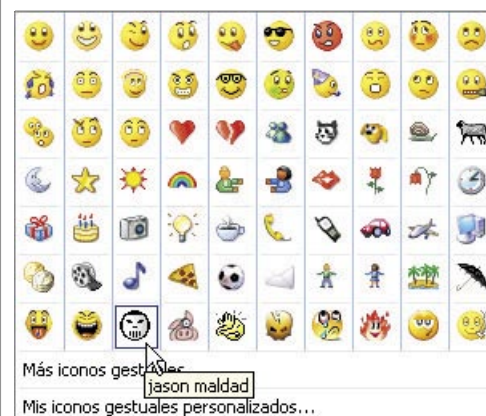 Más iconos gestuales...
jason maldad
Mis iconos gestuales personalizados...